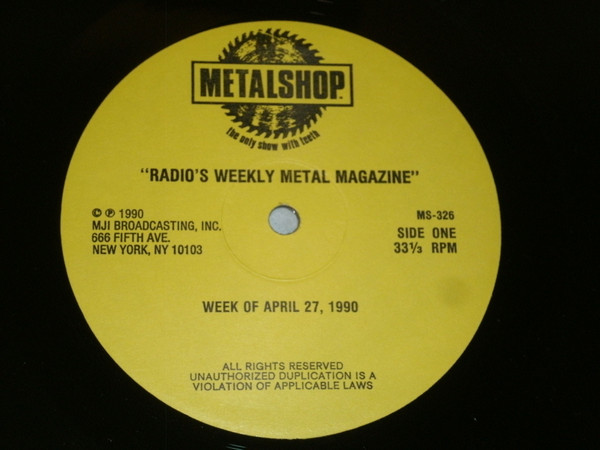 METALSHOP™
the only show with teeth
"RADIO'S WEEKLY METAL MAGAZINE"
© ℗ 1990
MJI BROADCASTING, INC.
666 FIFTH AVE.
NEW YORK, NY 10103
MS-326
SIDE ONE
33⅓ RPM
WEEK OF APRIL 27, 1990
ALL RIGHTS RESERVED
UNAUTHORIZED DUPLICATION IS A
VIOLATION OF APPLICABLE LAWS